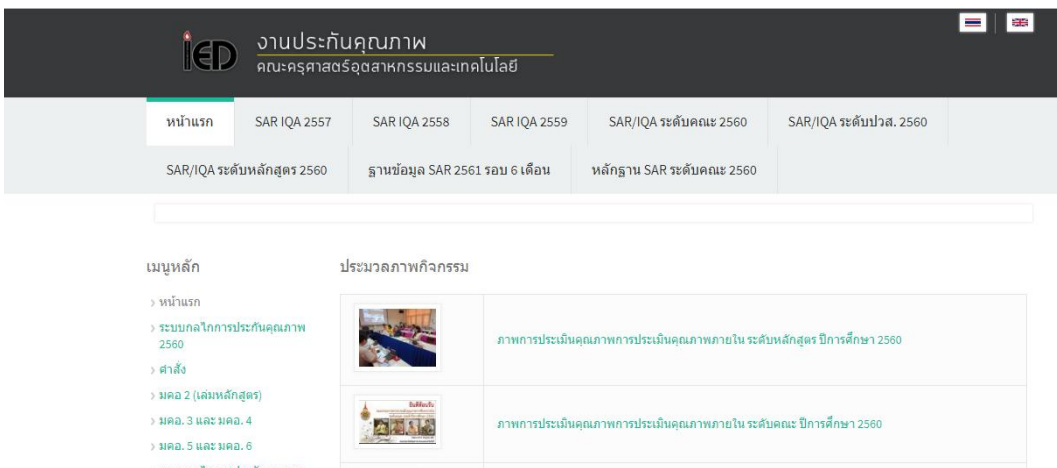 iED
งานประกันคุณภาพ
คณะครุศาสตร์อุตสาหกรรมและเทคโนโลยี
หน้าแรก
SAR IQA 2557
SAR IQA 2558
SAR IQA 2559
SAR/IQA ระดับคณะ 2560
SAR/IQA ระดับปวส. 2560
SAR/IQA ระดับหลักสูตร 2560
ฐานข้อมูล SAR 2561 รอบ 6 เดือน
หลักฐาน SAR ระดับคณะ 2560
เมนูหลัก
› หน้าแรก
› ระบบกลไกการประกันคุณภาพ
2560
› คำสั่ง
› มคอ 2 (เล่มหลักสูตร)
› มคอ. 3 และ มคอ. 4
› มคอ. 5 และ มคอ. 6
ประมวลภาพกิจกรรม
ภาพการประเมินคุณภาพการประเมินคุณภาพภายใน ระดับหลักสูตร ปีการศึกษา 2560
ภาพการประเมินคุณภาพการประเมินคุณภาพภายใน ระดับคณะ ปีการศึกษา 2560